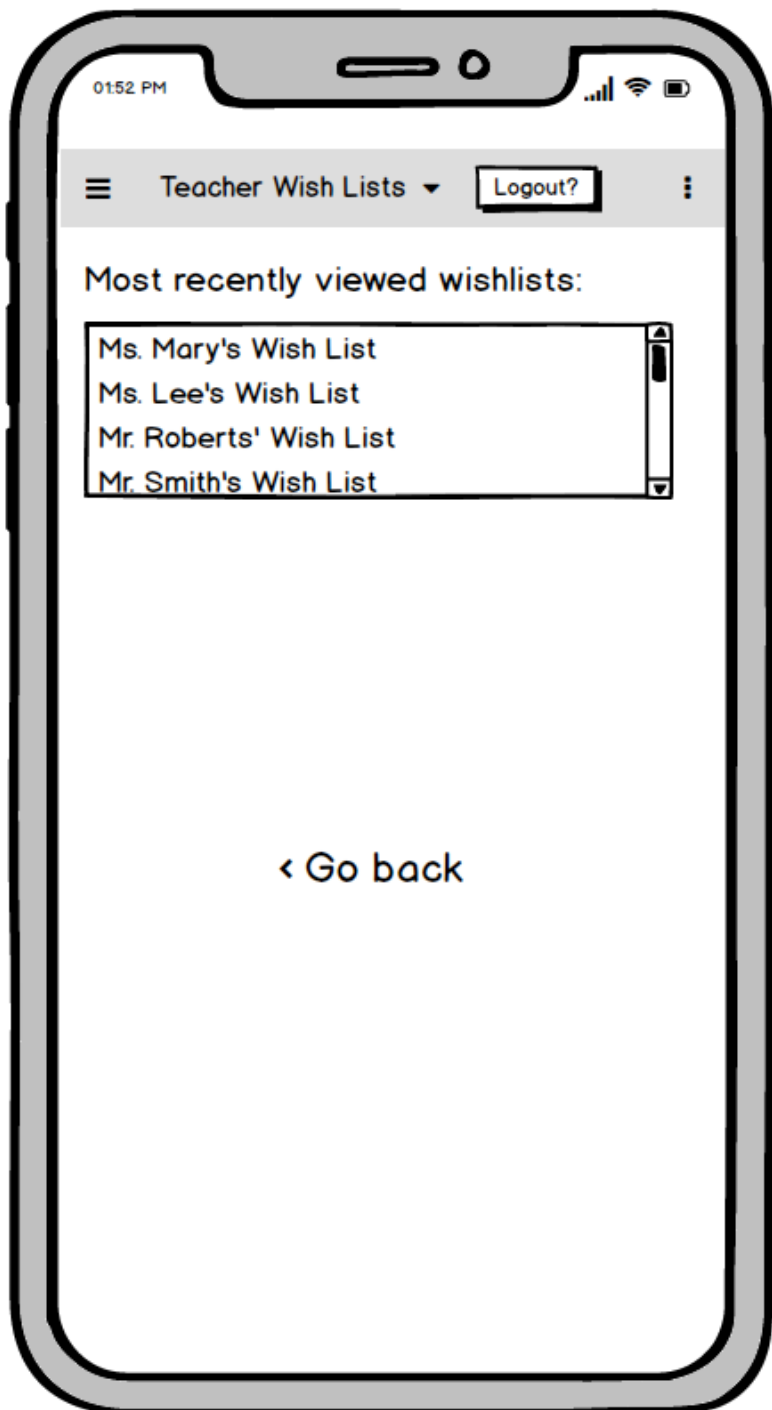 01:52 PM
Teacher Wish Lists
Logout?
Most recently viewed wishlists:
Ms. Mary's Wish List
Ms. Lee's Wish List
Mr. Roberts' Wish List
Mr. Smith's Wish List
< Go back